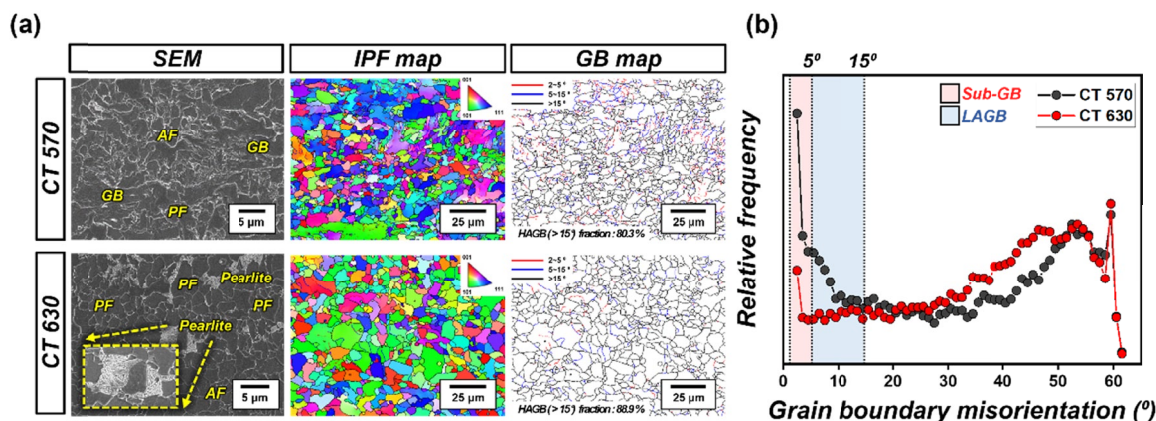 (a)
SEM
IPF map
GB map
CT 570
AF
GB
GB
PF
5 µm
001
101 111
25 µm
2~5 °
5~15 °
>15 °
25 µm
HAGB (> 15°) fraction : 80.3 %
CT 630
Pearlite
PF
PF
PF
Pearlite
AF
5 µm
001
101 111
25 µm
2~5 °
5~15 °
>15 °
25 µm
HAGB (> 15°) fraction : 88.9 %
(b)
5º 15º
Sub-GB
LAGB
CT 570
CT 630
Relative frequency
0 10 20 30 40 50 60
Grain boundary misorientation (º)